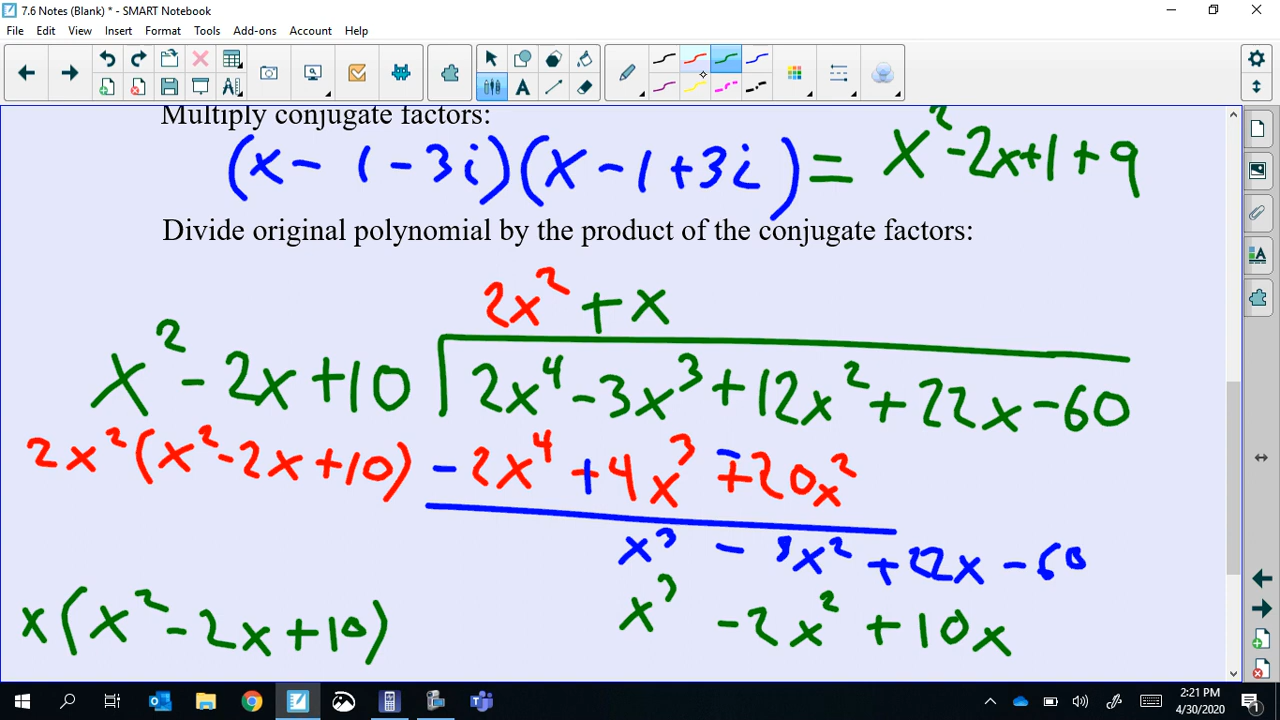 7.6 Notes (Blank) * - SMART Notebook
File Edit View Insert Format Tools Add-ons Account Help
Multiply conjugate factors:
(x - 1 - 3i)(x - 1 + 3i) = x² - 2x + 1 + 9
Divide original polynomial by the product of the conjugate factors:
2x² + x
x² - 2x + 10 2x⁴ - 3x³ + 12x² + 22x - 60
2x²(x² - 2x + 10) - 2x⁴ + 4x³ - 20x²
x³ - 8x² + 22x - 60
x(x² - 2x + 10) x³ - 2x² + 10x
2:21 PM
4/30/2020